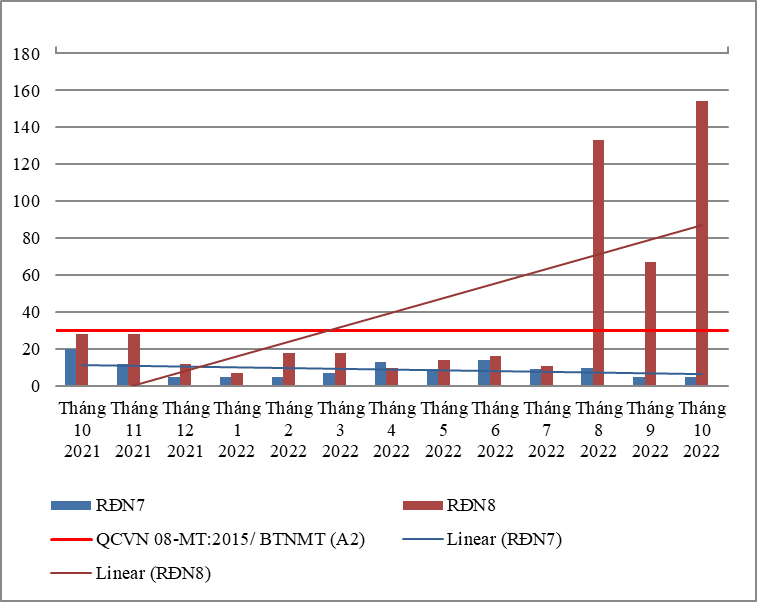 180
160
140
120
100
80
60
40
20
0
Tháng Tháng Tháng Tháng Tháng Tháng Tháng Tháng Tháng Tháng Tháng Tháng Tháng
10 11 12 1 2 3 4 5 6 7 8 9 10
2021 2021 2021 2022 2022 2022 2022 2022 2022 2022 2022 2022 2022
RĐN7 RĐN8
QCVN 08-MT:2015/ BTNMT (A2) Linear (RĐN7)
Linear (RĐN8)